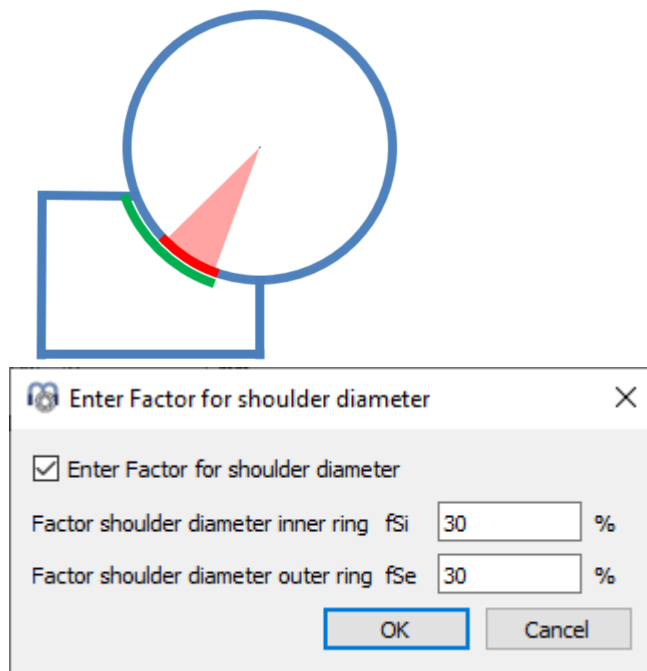 Enter Factor for shoulder diameter
Enter Factor for shoulder diameter
Factor shoulder diameter inner ring fSi 30 %
Factor shoulder diameter outer ring fSe 30 %
OK Cancel